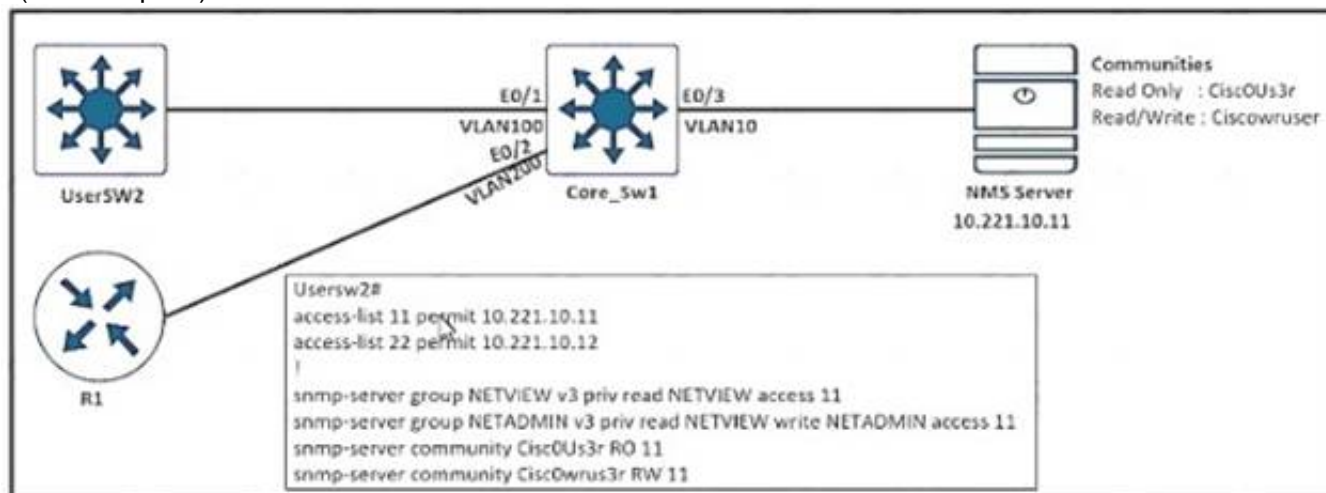 E0/1
VLAN100
E0/2
VLAN200
E0/3
VLAN10
Communities
Read Only : Cisc0Us3r
Read/Write : Ciscowruser
UserSW2
Core_Sw1
NMS Server
10.221.10.11
R1
Usersw2#
access-list 11 permit 10.221.10.11
access-list 22 permit 10.221.10.12
!
snmp-server group NETVIEW v3 priv read NETVIEW access 11
snmp-server group NETADMIN v3 priv read NETVIEW write NETADMIN access 11
snmp-server community Cisc0Us3r RO 11
snmp-server community Cisc0wrus3r RW 11